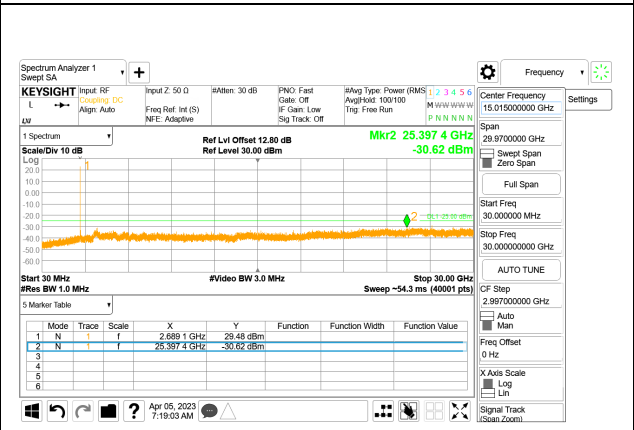 Spectrum Analyzer 1
Swept SA
Frequency
KEYSIGHT
L
Input: RF
Coupling: DC
Align: Auto
Input Z: 50 Ω
Freq Ref: Int (S)
NFE: Adaptive
#Atten: 30 dB
PNO: Fast
Gate: Off
IF Gain: Low
Sig Track: Off
#Avg Type: Power (RMS
Avg|Hold: 100/100
Trig: Free Run
1 2 3 4 5 6
M W W W W W
P N N N N N
Center Frequency
15.015000000 GHz
Settings
Span
29.9700000 GHz
Swept Span
Zero Span
Full Span
Start Freq
30.000000 MHz
Stop Freq
30.000000000 GHz
AUTO TUNE
CF Step
2.997000000 GHz
Auto
Man
Freq Offset
0 Hz
X Axis Scale
Log
Lin
Signal Track
(Span Zoom)
1 Spectrum
Scale/Div 10 dB
Ref Lvl Offset 12.80 dB
Ref Level 30.00 dBm
Mkr2 25.397 4 GHz
-30.62 dBm
Log
20.0
10.0
0.00
-10.0
-20.0
-30.0
-40.0
-50.0
-60.0
1
2
Start 30 MHz
#Res BW 1.0 MHz
#Video BW 3.0 MHz
Stop 30.00 GHz
Sweep ~54.3 ms (40001 pts)
5 Marker Table
Mode Trace Scale X Y Function Function Width Function Value
1 N 1 f 2.689 1 GHz 29.48 dBm
2 N 1 f 25.397 4 GHz -30.62 dBm
3
4
5
6
Apr 05, 2023
7:19:03 AM